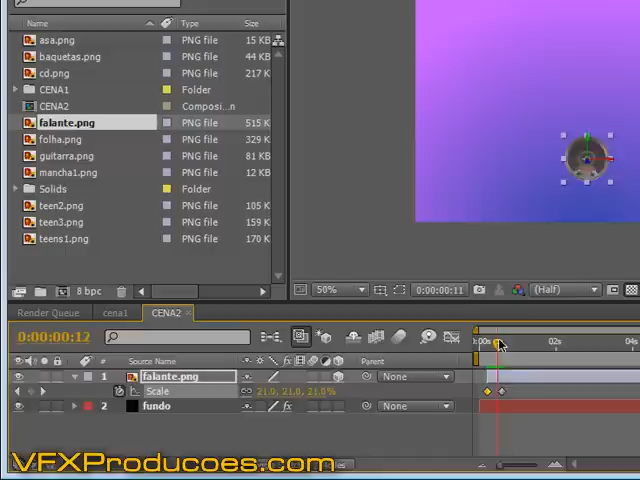 Name Type Size
asa.png PNG file 15 KB
baquetas.png PNG file 44 KB
cd.png PNG file 217 K
CENA1 Folder
CENA2 Composi...n
falante.png PNG file 515 K
folha.png PNG file 329 K
guitarra.png PNG file 81 KB
mancha1.png PNG file 12 KB
Solids Folder
teen2.png PNG file 105 K
teen3.png PNG file 159 K
teens1.png PNG file 170 K
8 bpc
50% 0:00:00:11 (Half)
Render Queue cena1 CENA2
0:00:00:12
:00s 02s 04s
# Source Name Parent
1 falante.png None
Scale 21.0, 21.0, 21.0%
2 fundo None
VFXProducoes.com